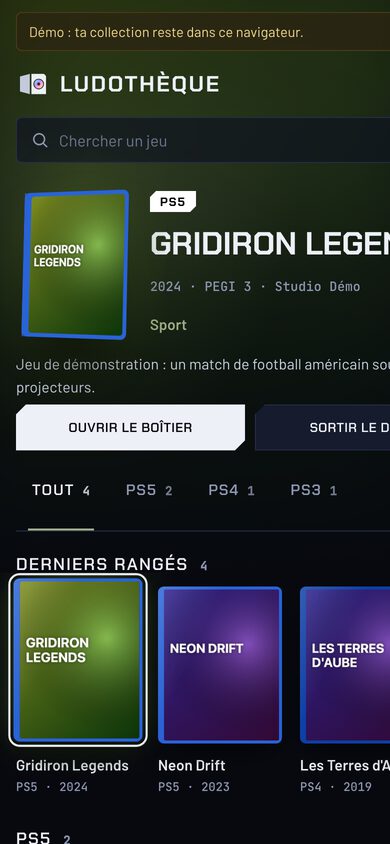 Démo : ta collection reste dans ce navigateur.
LUDOTHÈQUE
Chercher un jeu
PS5
GRIDIRON
LEGENDS
GRIDIRON LEGEN
2024 · PEGI 3 · Studio Démo
Sport
Jeu de démonstration : un match de football américain sou
projecteurs.
OUVRIR LE BOÎTIER
SORTIR LE D
TOUT 4 PS5 2 PS4 1 PS3 1
DERNIERS RANGÉS 4
GRIDIRON
LEGENDS
NEON DRIFT
LES TERRES
D'AUBE
Gridiron Legends
PS5 · 2024
Neon Drift
PS5 · 2023
Les Terres d'A
PS4 · 2019
PS5 2